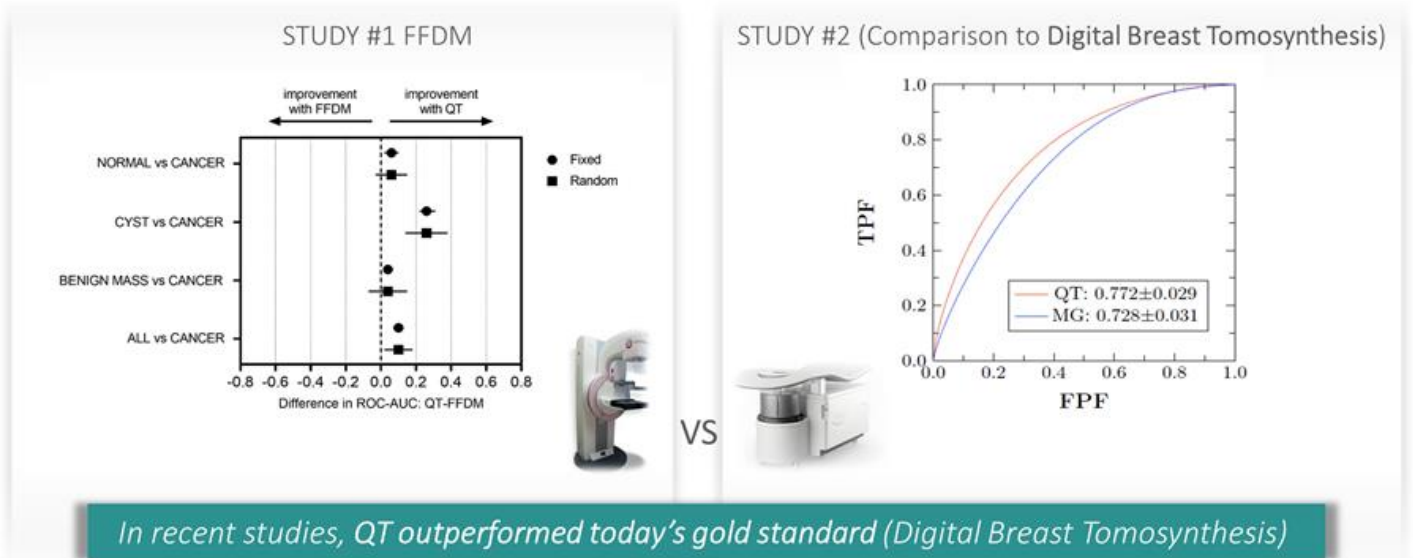 STUDY #1 FFDM
improvement
with FFDM
improvement
with QT
NORMAL vs CANCER
CYST vs CANCER
BENIGN MASS vs CANCER
ALL vs CANCER
Fixed
Random
-0.8 -0.6 -0.4 -0.2 0.0 0.2 0.4 0.6 0.8
Difference in ROC-AUC: QT-FFDM
VS
STUDY #2 (Comparison to Digital Breast Tomosynthesis)
1.0
0.8
0.6
0.4
0.2
0.0
TPF
QT: 0.772±0.029
MG: 0.728±0.031
0.0 0.2 0.4 0.6 0.8 1.0
FPF
In recent studies, QT outperformed today's gold standard (Digital Breast Tomosynthesis)